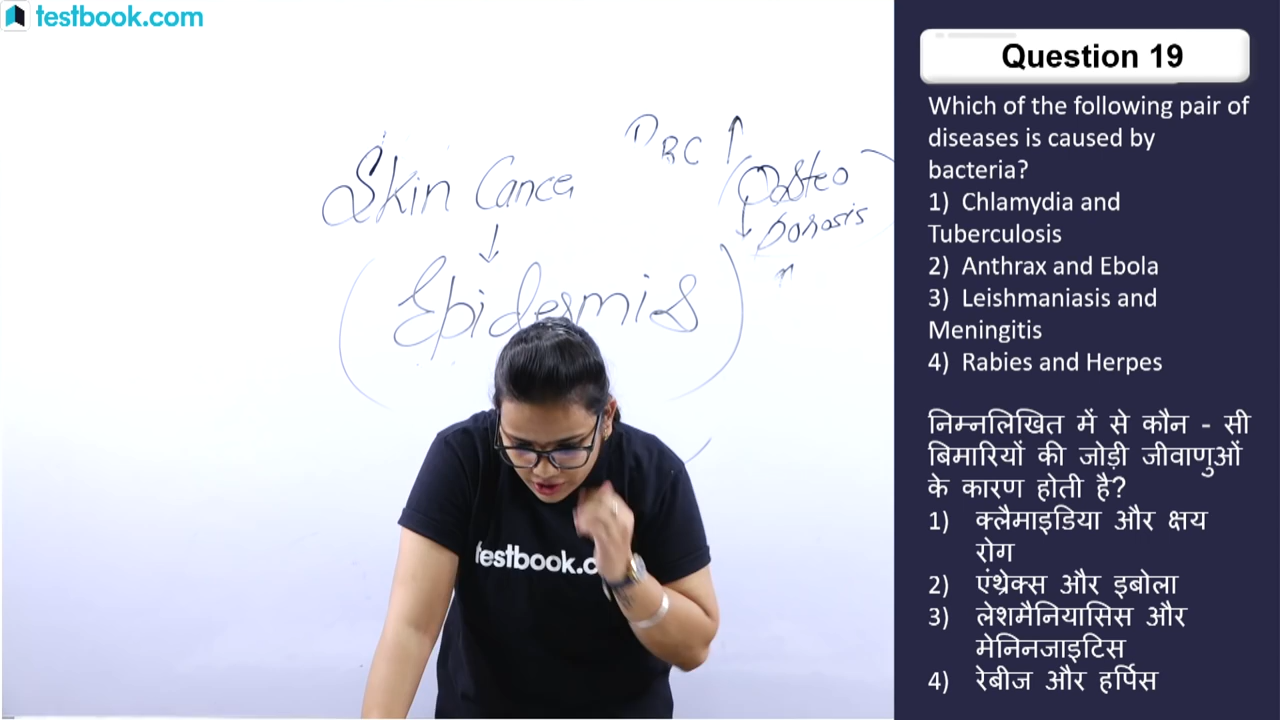 testbook.com
Skin Cancer
↓
(Epidermis)
RBC ↑
Osteo
↓ porosis
testbook.c
Question 19
Which of the following pair of
diseases is caused by
bacteria?
1) Chlamydia and
Tuberculosis
2) Anthrax and Ebola
3) Leishmaniasis and
Meningitis
4) Rabies and Herpes
निम्नलिखित में से कौन - सी
बिमारियों की जोड़ी जीवाणुओं
के कारण होती है?
1) क्लैमाइडिया और क्षय
रोग
2) एंथ्रेक्स और इबोला
3) लेशमैनियासिस और
मेनिनजाइटिस
4) रेबीज और हर्पिस